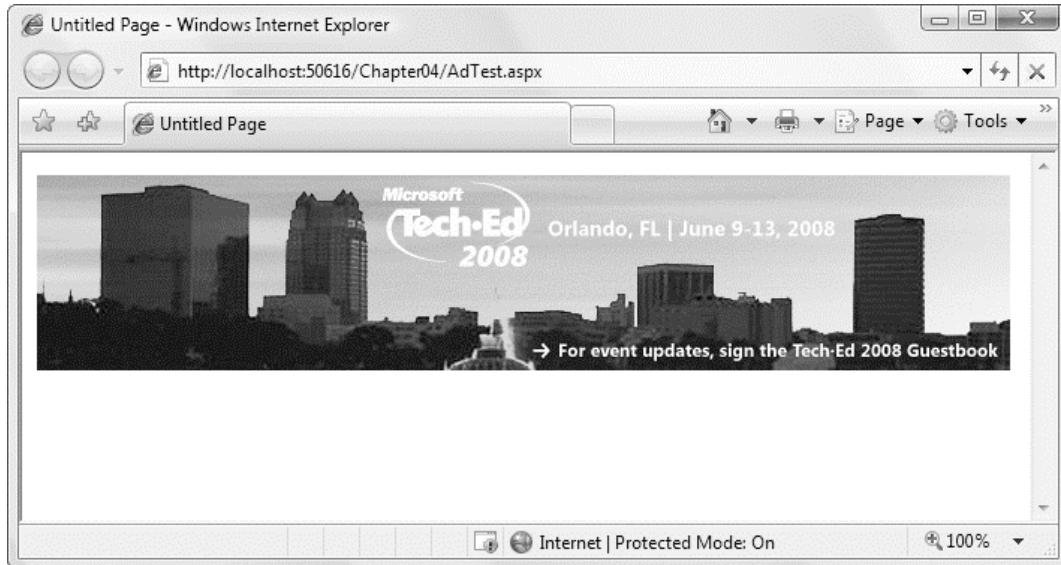 Untitled Page - Windows Internet Explorer
http://localhost:50616/Chapter04/AdTest.aspx
Untitled Page
Page
Tools
Microsoft
Tech·Ed
2008
Orlando, FL | June 9-13, 2008
→ For event updates, sign the Tech·Ed 2008 Guestbook
Internet | Protected Mode: On
100%